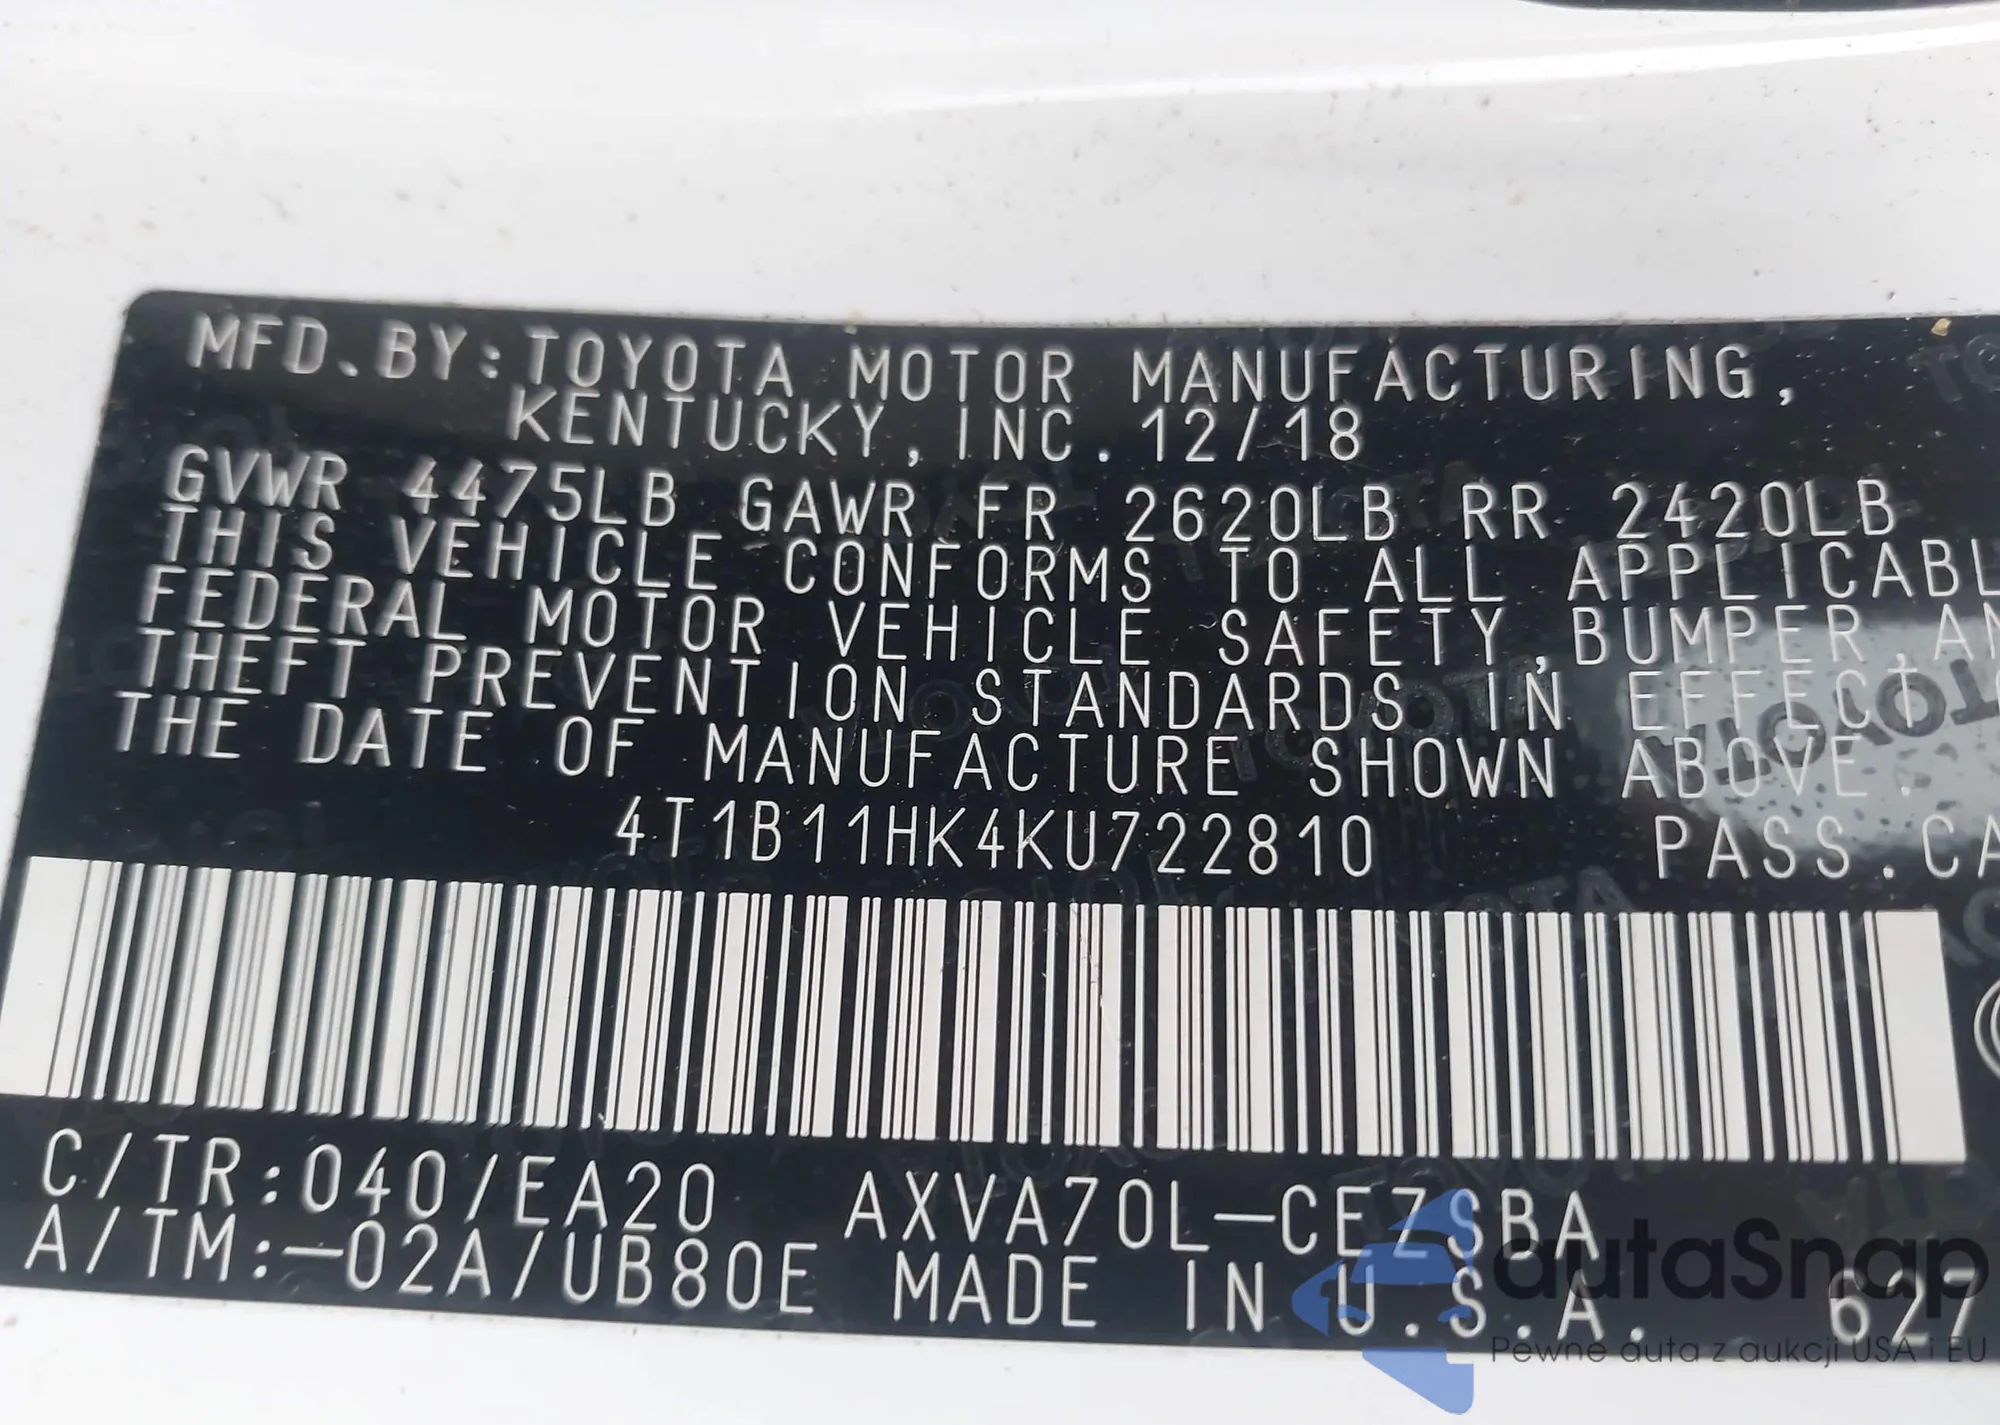 MFD.BY:TOYOTA MOTOR MANUFACTURING,
KENTUCKY, INC. 12/18
GVWR 4475LB GAWR FR 2620LB RR 2420LB
THIS VEHICLE CONFORMS TO ALL APPLICABL
FEDERAL MOTOR VEHICLE SAFETY,BUMPER,AN
THEFT PREVENTION STANDARDS IN EFFECT
THE DATE OF MANUFACTURE SHOWN ABOVE.
4T1B11HK4KU722810 PASS.CA
C/TR:040/EA20 AXVA70L-CEZSBA
A/TM:-02A/UB80E MADE IN U.S.A. 627
TOYOTA
autaSnap
Pewne auta z aukcji USA i EU